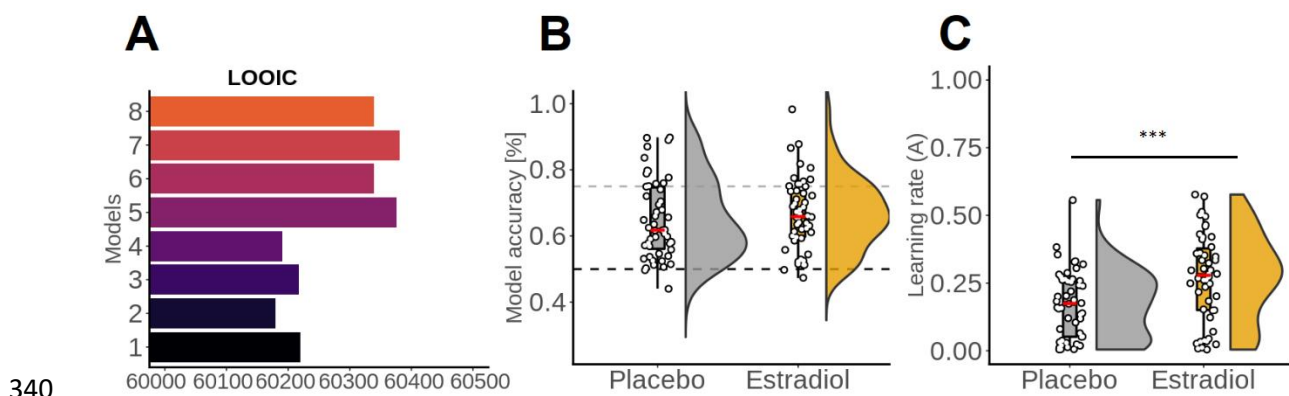 A
B
C
LOOIC
Models
8
7
6
5
4
3
2
1
60000 60100 60200 60300 60400 60500
Model accuracy [%]
1.0
0.8
0.6
0.4
Placebo Estradiol
Learning rate (A)
1.00
0.75
0.50
0.25
0.00
***
Placebo Estradiol
340